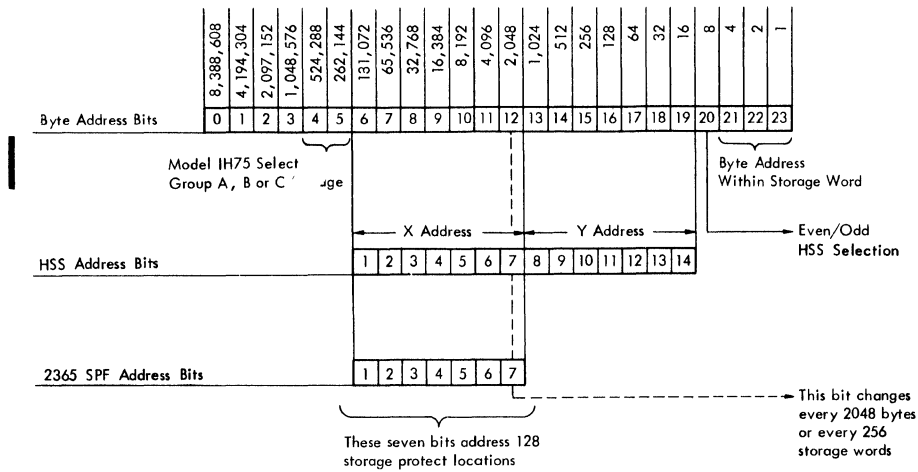 8,388,608
4,194,304
2,097,152
1,048,576
524,288
262,144
131,072
65,536
32,768
16,384
8,192
4,096
2,048
1,024
512
256
128
64
32
16
8
4
2
1
Byte Address Bits 0 1 2 3 4 5 6 7 8 9 10 11 12 13 14 15 16 17 18 19 20 21 22 23
Model IH75 Select
Group A, B or C
Byte Address
Within Storage Word
X Address Y Address
Even/Odd
HSS Selection
HSS Address Bits 1 2 3 4 5 6 7 8 9 10 11 12 13 14
2365 SPF Address Bits 1 2 3 4 5 6 7
This bit changes
every 2048 bytes
or every 256
storage words
These seven bits address 128
storage protect locations